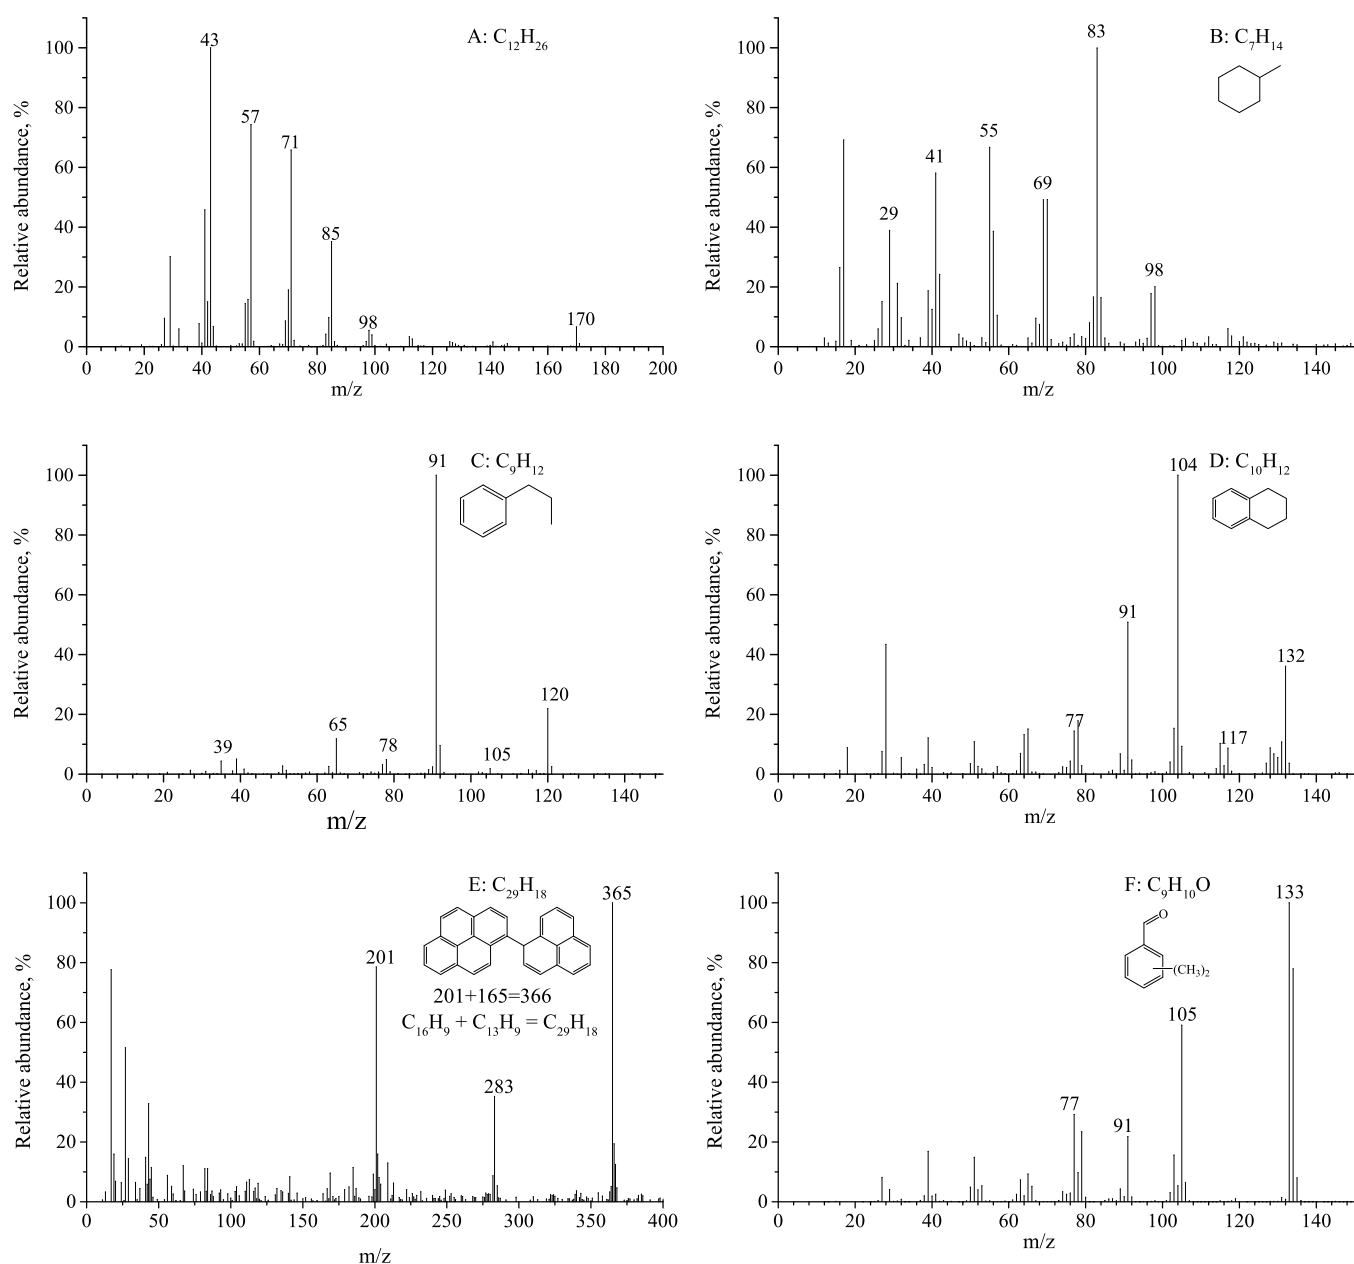 A: C₁₂H₂₆
Relative abundance, %
100
80
60
40
20
0
43
57
71
85
98
170
0 20 40 60 80 100 120 140 160 180 200
m/z
B: C₇H₁₄
Relative abundance, %
100
80
60
40
20
0
29
41
55
69
83
98
0 20 40 60 80 100 120 140
m/z
C: C₉H₁₂
Relative abundance, %
100
80
60
40
20
0
39
65
78
91
105
120
0 20 40 60 80 100 120 140
m/z
D: C₁₀H₁₂
Relative abundance, %
100
80
60
40
20
0
77
91
104
117
132
0 20 40 60 80 100 120 140
m/z
E: C₂₉H₁₈
201+165=366
C₁₆H₉ + C₁₃H₉ = C₂₉H₁₈
Relative abundance, %
100
80
60
40
20
0
201
283
365
0 50 100 150 200 250 300 350 400
m/z
F: C₉H₁₀O
O
(CH₃)₂
Relative abundance, %
100
80
60
40
20
0
77
91
105
133
0 20 40 60 80 100 120 140
m/z